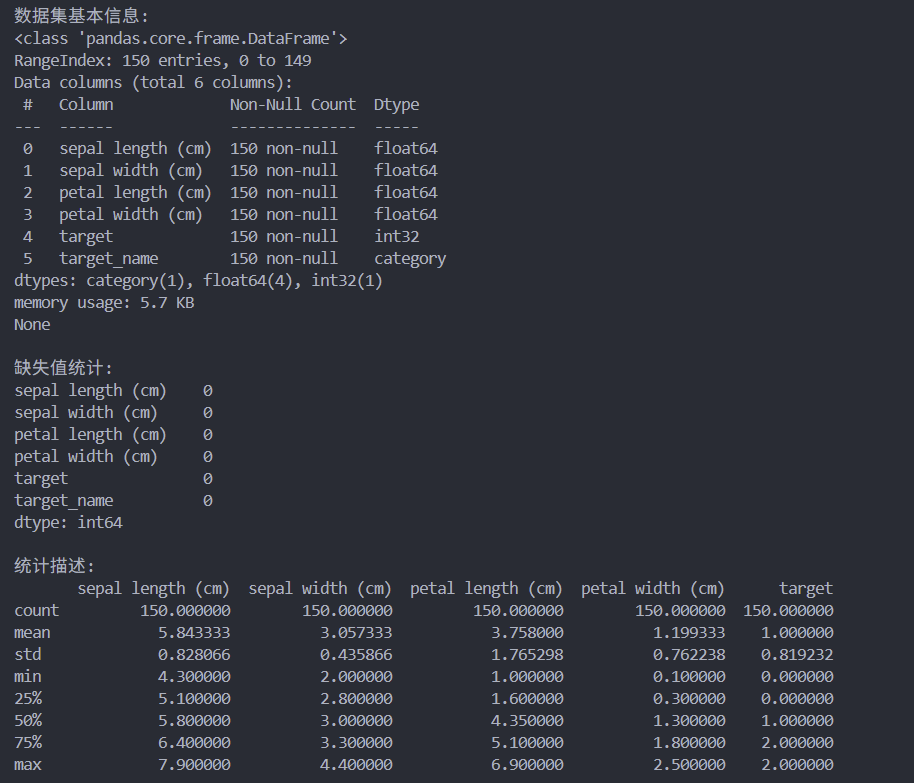 数据集基本信息:
<class 'pandas.core.frame.DataFrame'>
RangeIndex: 150 entries, 0 to 149
Data columns (total 6 columns):
 #   Column             Non-Null Count  Dtype
---  ------             --------------  -----
 0   sepal length (cm)  150 non-null    float64
 1   sepal width (cm)   150 non-null    float64
 2   petal length (cm)  150 non-null    float64
 3   petal width (cm)   150 non-null    float64
 4   target             150 non-null    int32
 5   target_name        150 non-null    category
dtypes: category(1), float64(4), int32(1)
memory usage: 5.7 KB
None

缺失值统计:
sepal length (cm)    0
sepal width (cm)     0
petal length (cm)    0
petal width (cm)     0
target               0
target_name          0
dtype: int64

统计描述:
       sepal length (cm)  sepal width (cm)  petal length (cm)  petal width (cm)      target
count         150.000000        150.000000         150.000000        150.000000  150.000000
mean            5.843333          3.057333           3.758000          1.199333    1.000000
std             0.828066          0.435866           1.765298          0.762238    0.819232
min             4.300000          2.000000           1.000000          0.100000    0.000000
25%             5.100000          2.800000           1.600000          0.300000    0.000000
50%             5.800000          3.000000           4.350000          1.300000    1.000000
75%             6.400000          3.300000           5.100000          1.800000    2.000000
max             7.900000          4.400000           6.900000          2.500000    2.000000